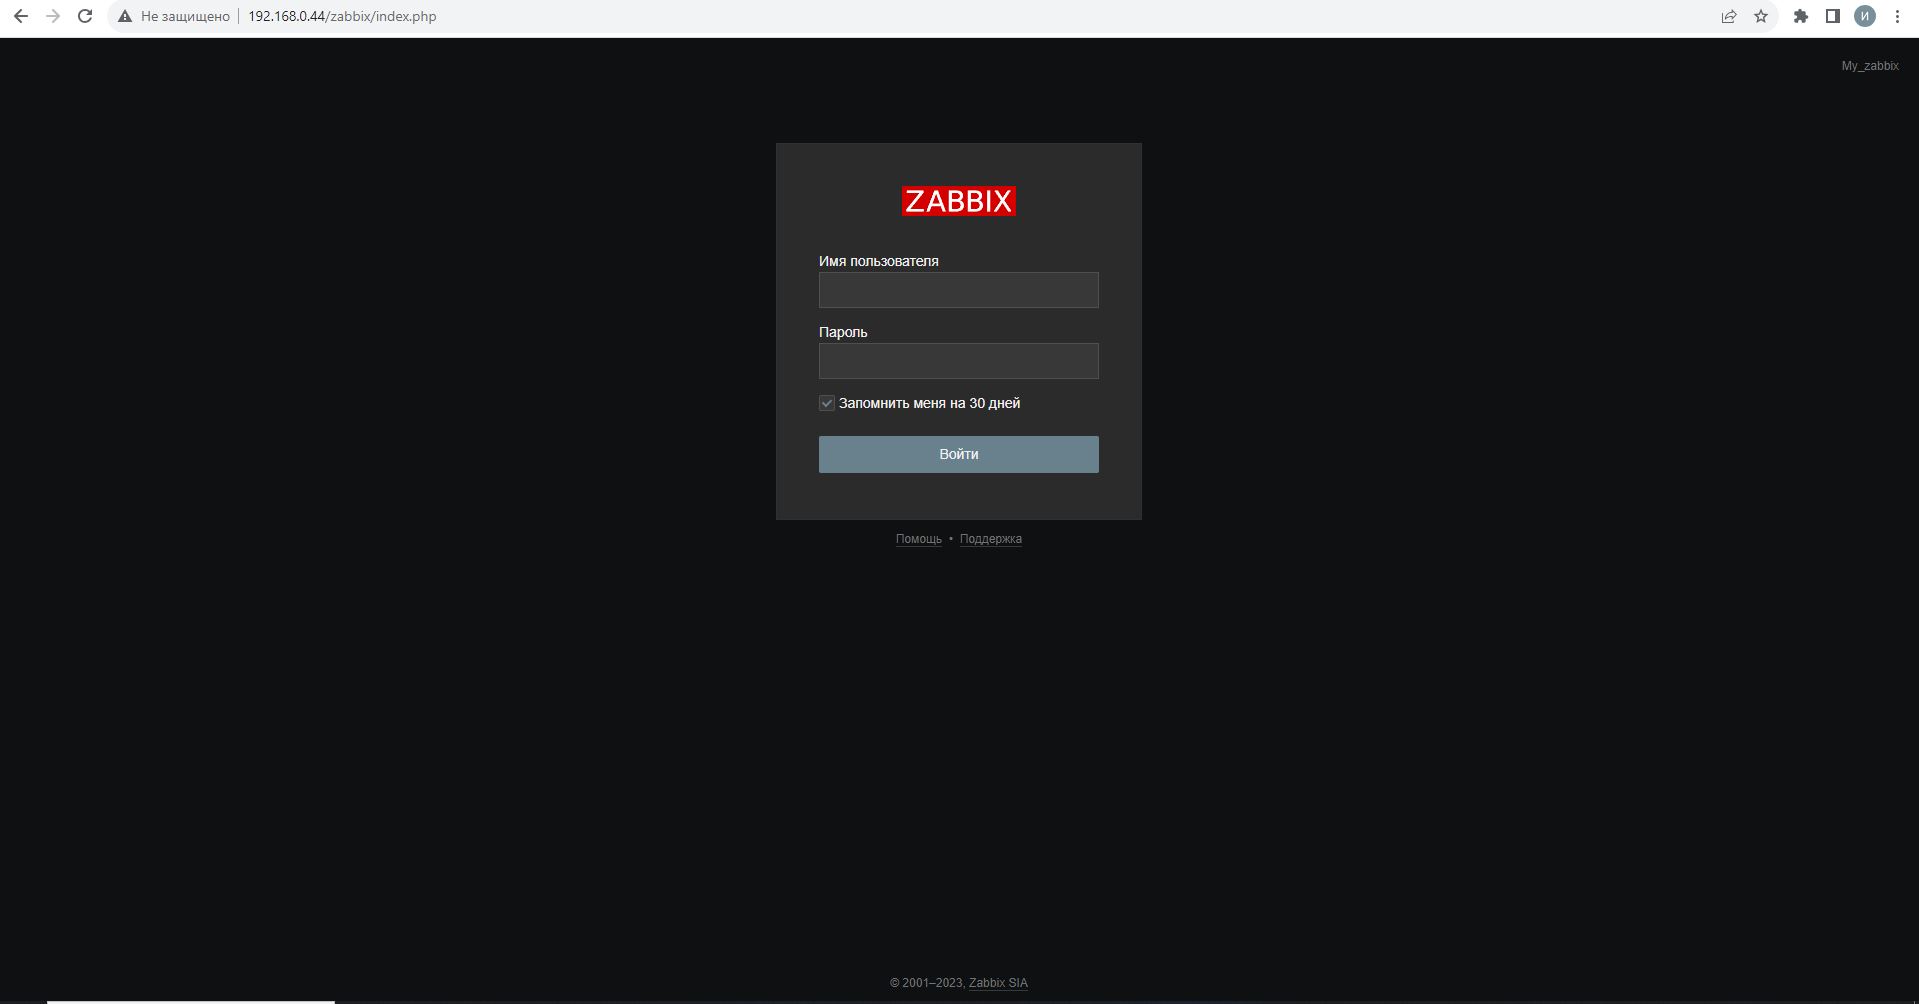 Не защищено 192.168.0.44/zabbix/index.php И
My_zabbix
ZABBIX
Имя пользователя
Пароль
Запомнить меня на 30 дней
Войти
Помощь • Поддержка
© 2001–2023, Zabbix SIA